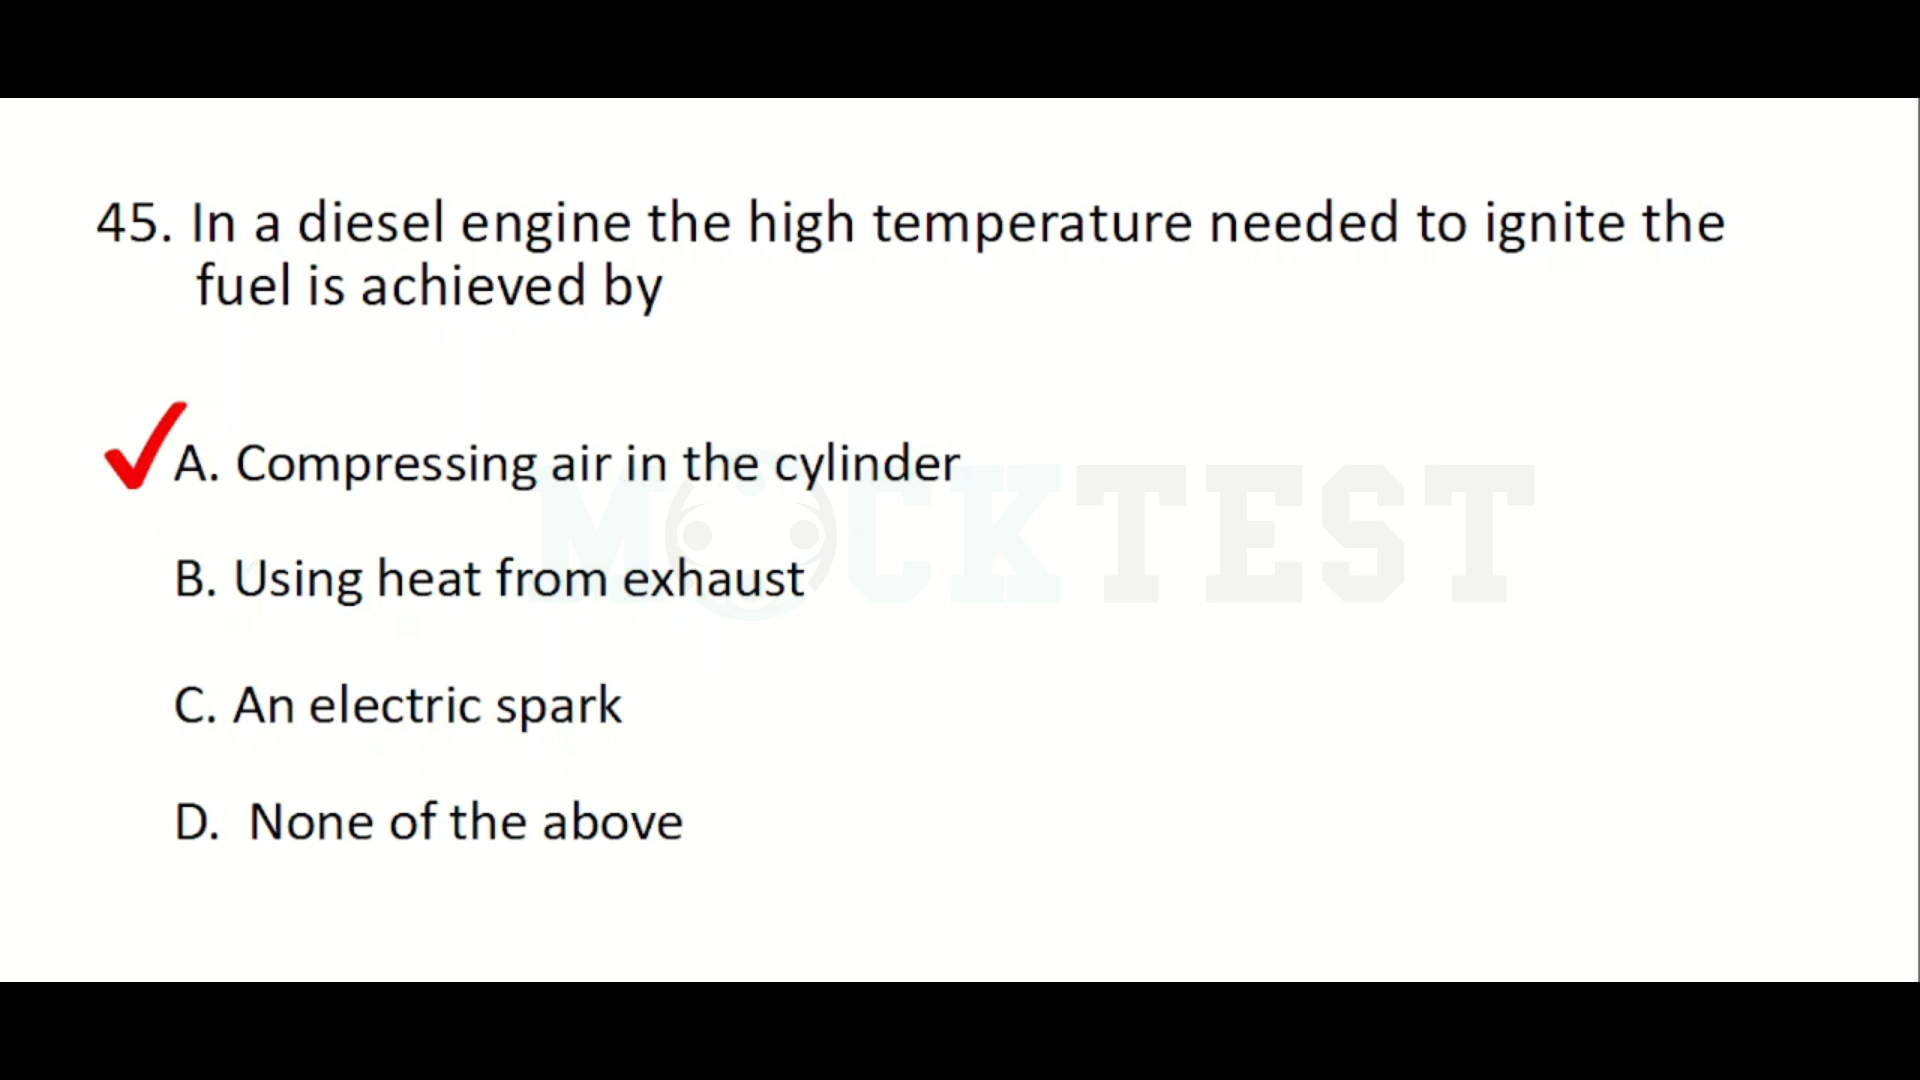 45. In a diesel engine the high temperature needed to ignite the
fuel is achieved by
A. Compressing air in the cylinder
MOCKTEST
B. Using heat from exhaust
C. An electric spark
D. None of the above